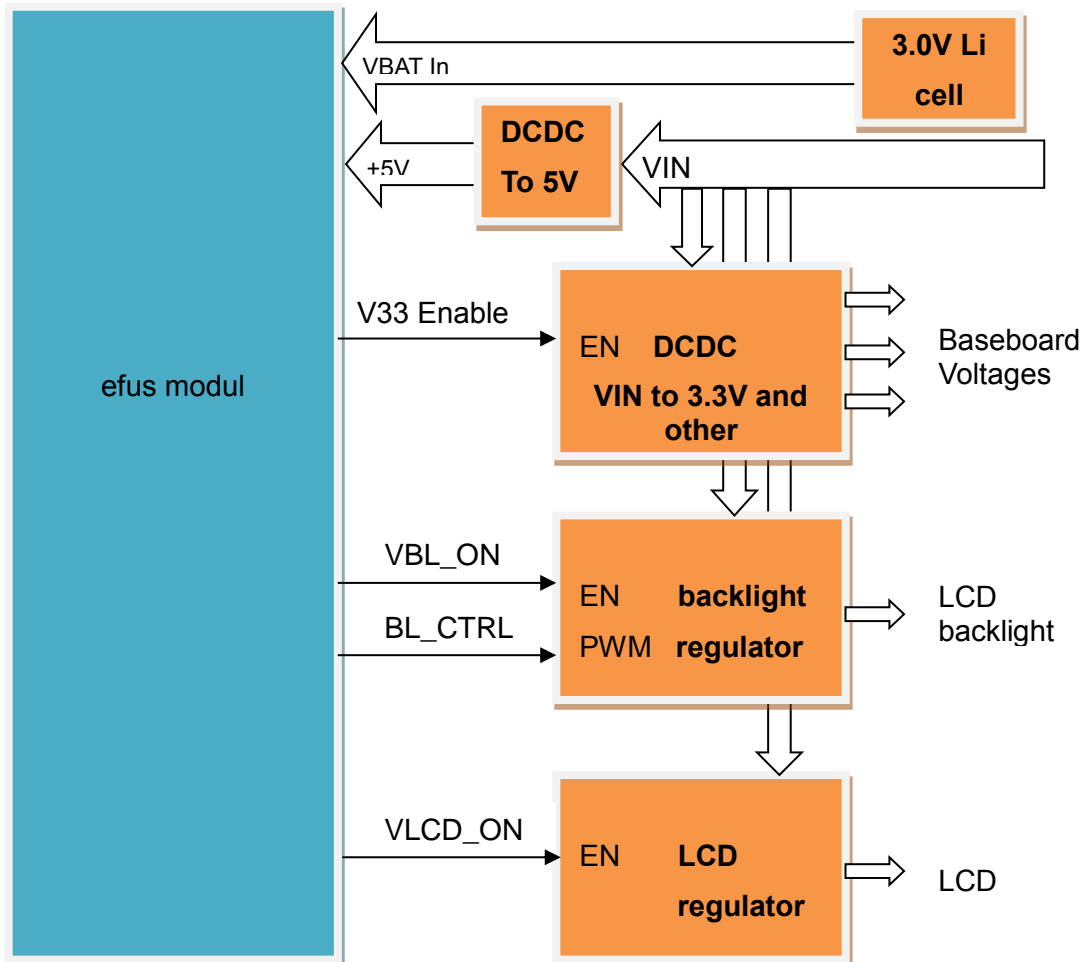 3.0V Li
cell
VBAT In
DCDC
To 5V
+5V
VIN
efus modul
V33 Enable
EN DCDC
VIN to 3.3V and
other
Baseboard
Voltages
VBL_ON
BL_CTRL
EN backlight
PWM regulator
LCD
backlight
VLCD_ON
EN LCD
regulator
LCD